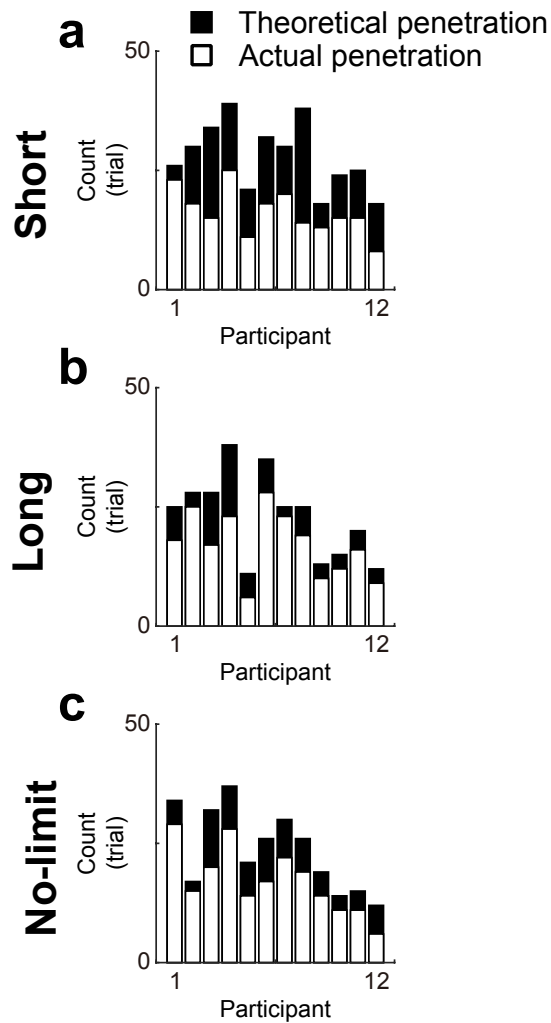 a
Theoretical penetration
Actual penetration
Short
Count
(trial)
50
0
1
12
Participant
b
Long
Count
(trial)
50
0
1
12
Participant
c
No-limit
Count
(trial)
50
0
1
12
Participant